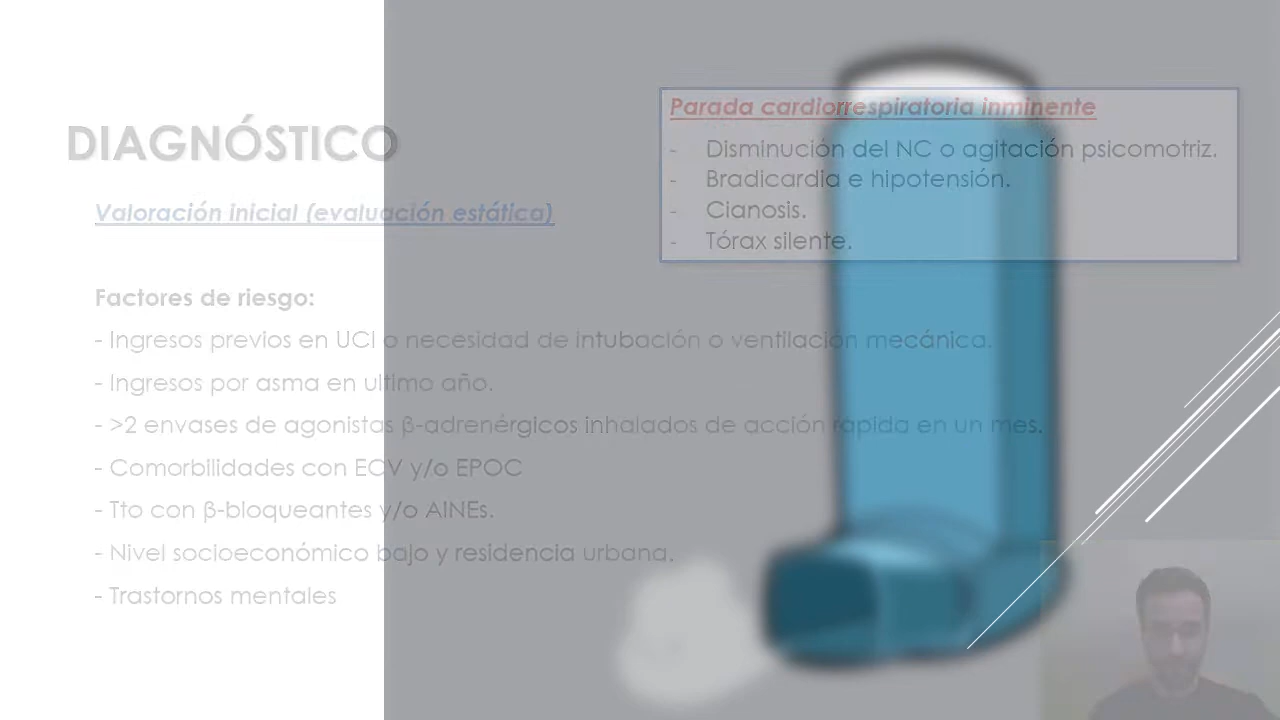 DIAGNÓSTICO
Valoración inicial (evaluación estática)
Parada cardiorrespiratoria inminente
- Disminución del NC o agitación psicomotriz.
- Bradicardia e hipotensión.
- Cianosis.
- Tórax silente.
Factores de riesgo:
- Ingresos previos en UCI o necesidad de intubación o ventilación mecánica.
- Ingresos por asma en ultimo año.
- >2 envases de agonistas β-adrenérgicos inhalados de acción rapida en un mes.
- Comorbilidades con ECV y/o EPOC
- Tto con β-bloqueantes y/o AINEs.
- Nivel socioeconómico bajo y residencia urbana.
- Trastornos mentales